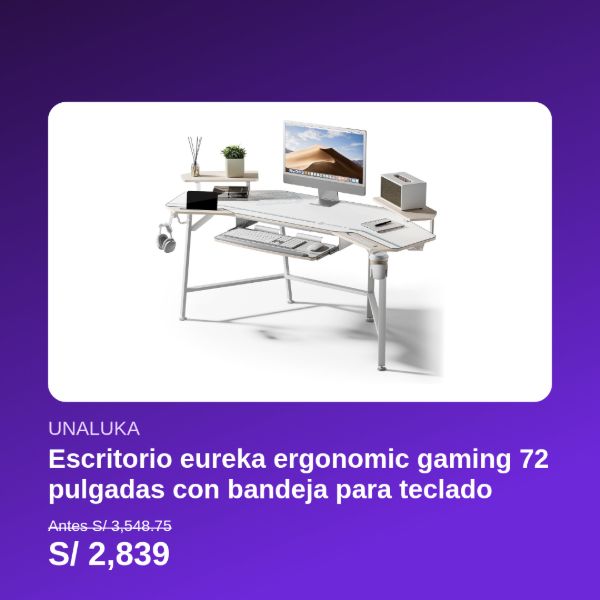 UNALUKA
Escritorio eureka ergonomic gaming 72
pulgadas con bandeja para teclado
Antes S/ 3,548.75
S/ 2,839